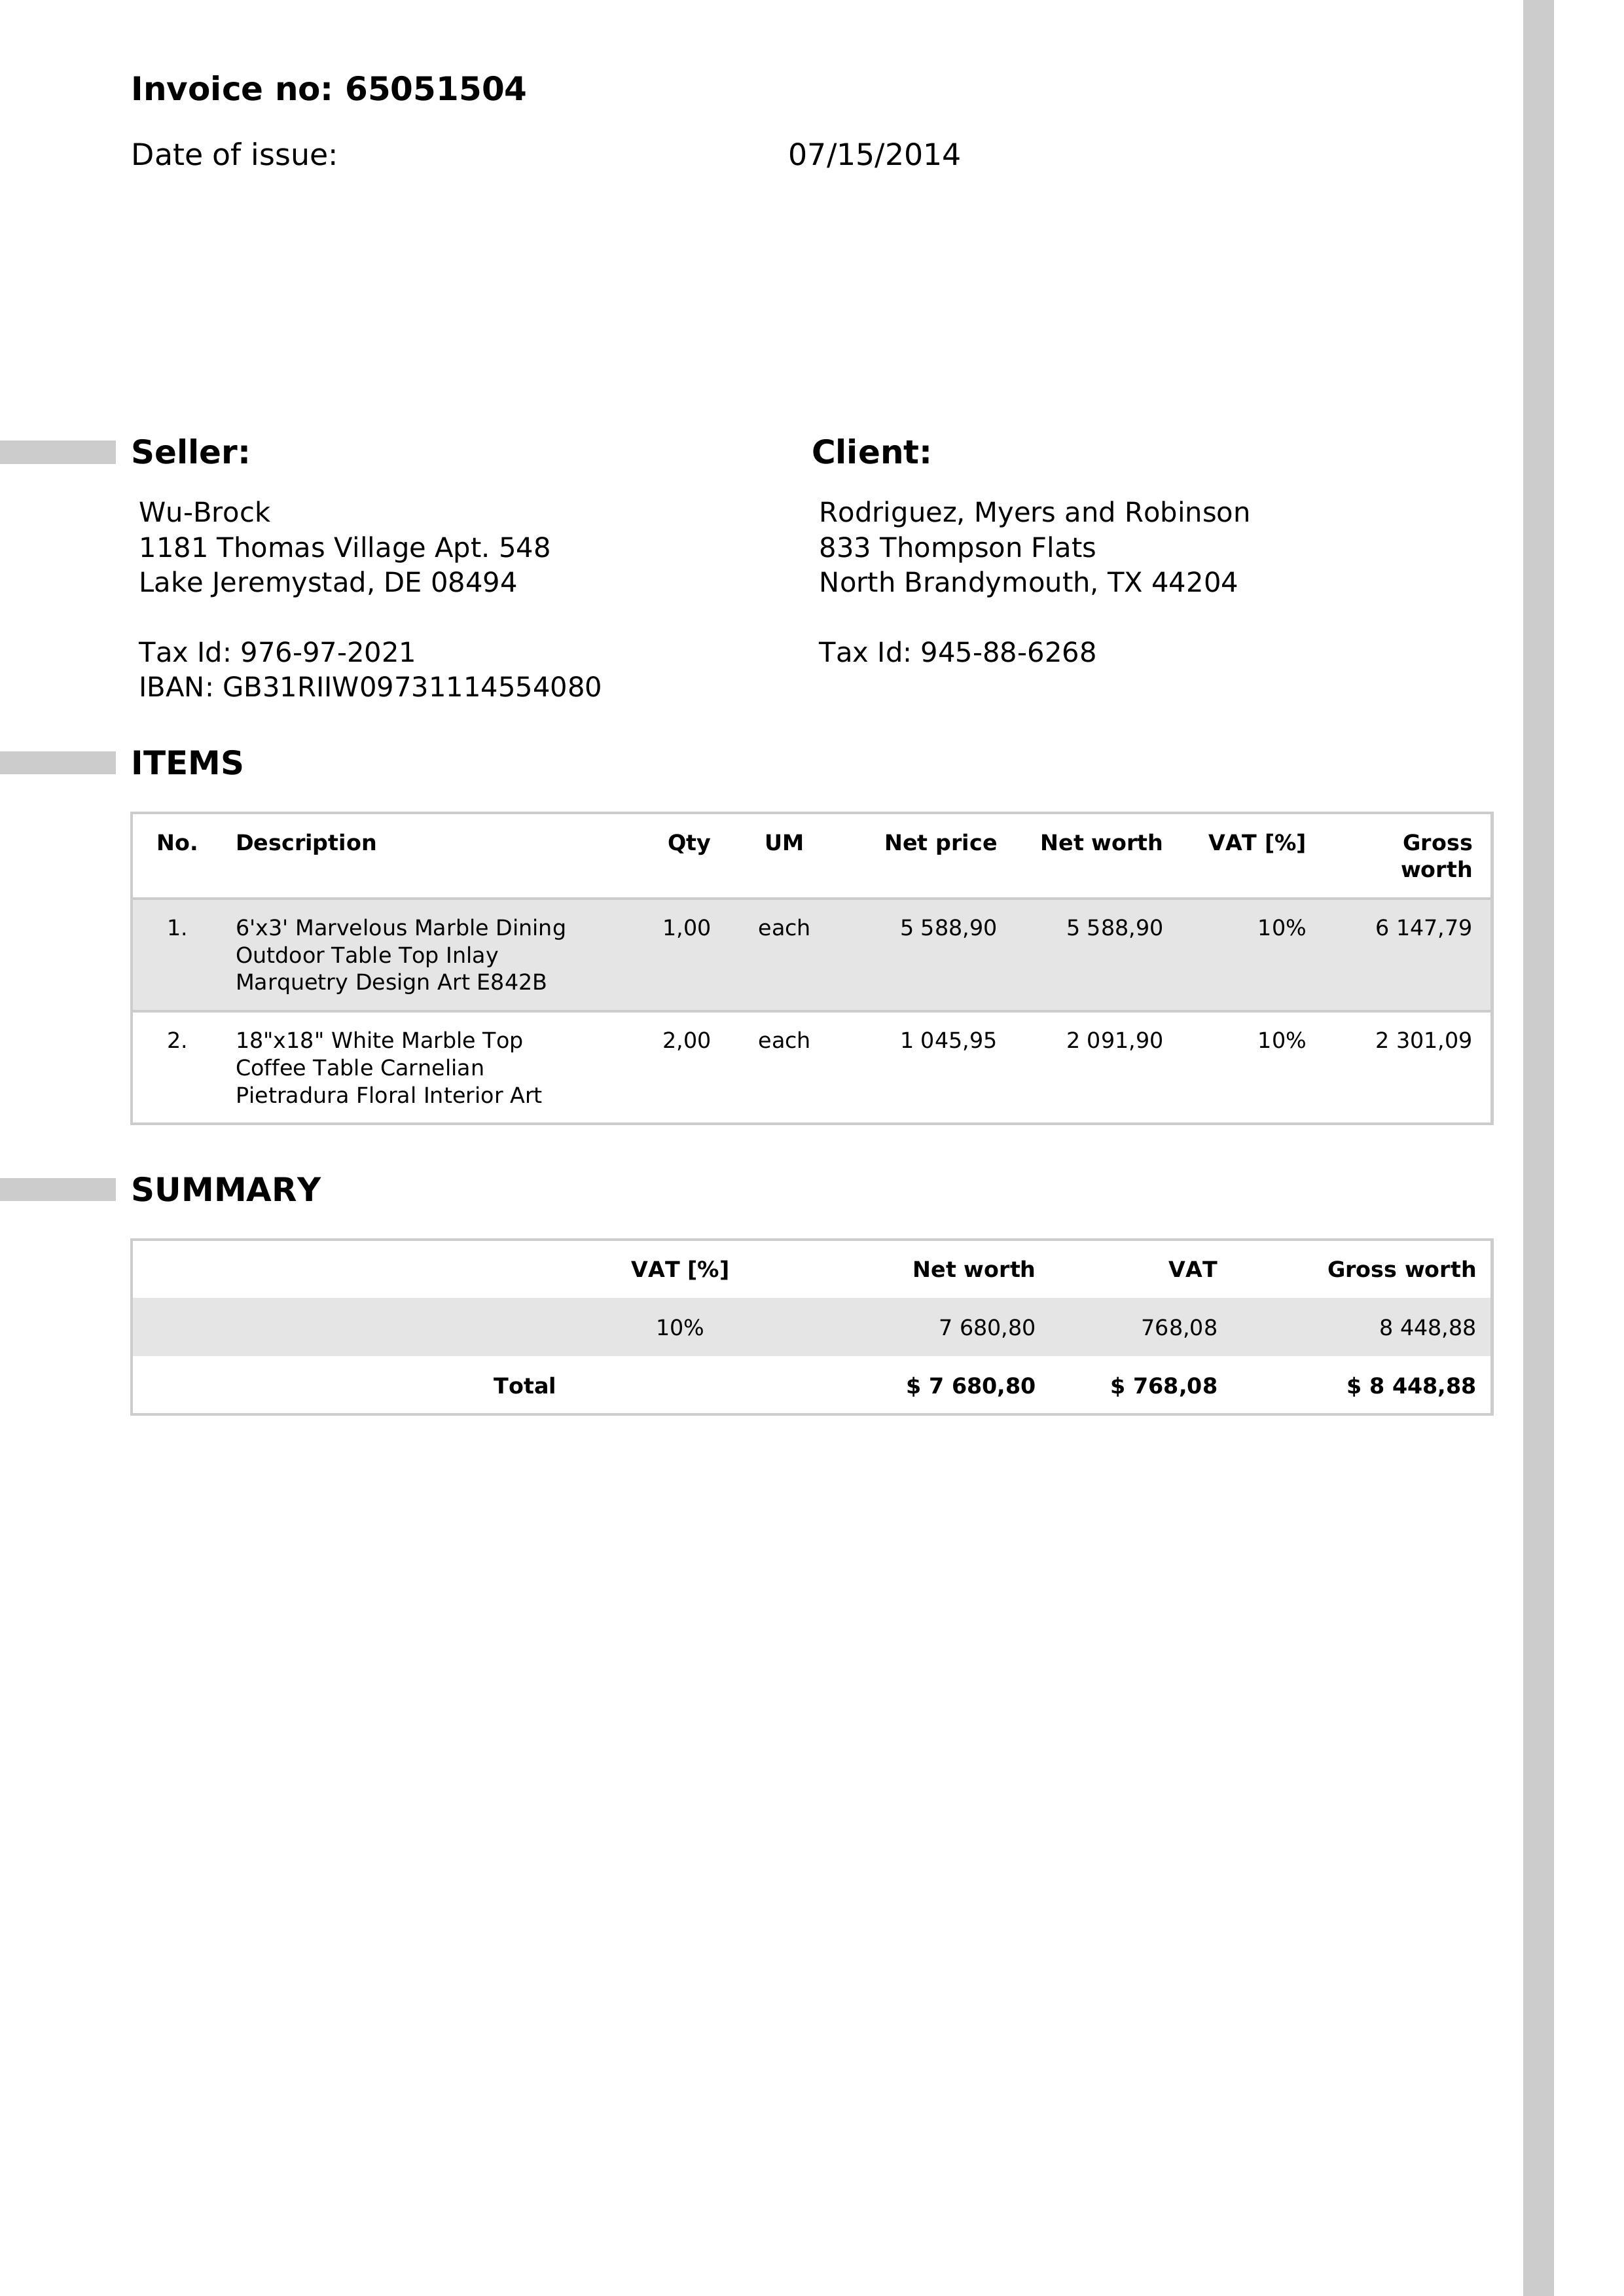 Invoice no: 65051504
Date of issue: 07/15/2014
Seller:
Wu-Brock
1181 Thomas Village Apt. 548
Lake Jeremystad, DE 08494
Tax Id: 976-97-2021
IBAN: GB31RIIW09731114554080
Client:
Rodriguez, Myers and Robinson
833 Thompson Flats
North Brandymouth, TX 44204
Tax Id: 945-88-6268
ITEMS
No. Description Qty UM Net price Net worth VAT [%] Gross
worth
1. 6'x3' Marvelous Marble Dining 1,00 each 5 588,90 5 588,90 10% 6 147,79
Outdoor Table Top Inlay
Marquetry Design Art E842B
2. 18"x18" White Marble Top 2,00 each 1 045,95 2 091,90 10% 2 301,09
Coffee Table Carnelian
Pietradura Floral Interior Art
SUMMARY
VAT [%] Net worth VAT Gross worth
10% 7 680,80 768,08 8 448,88
Total $ 7 680,80 $ 768,08 $ 8 448,88